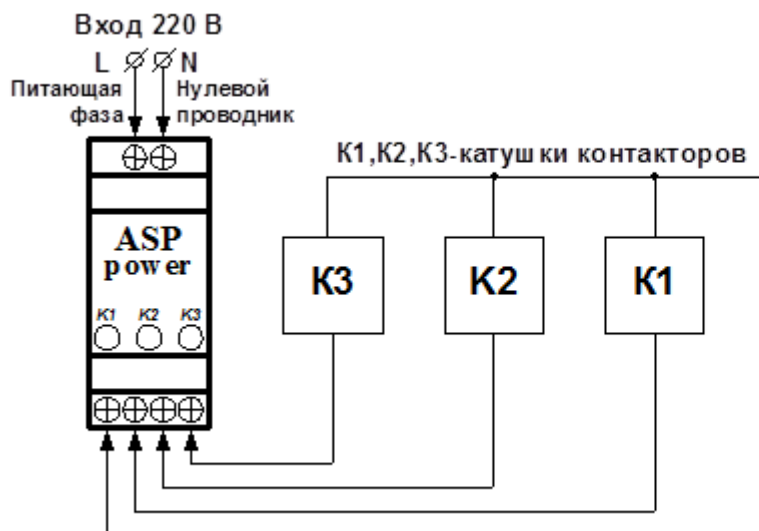 Вход 220 В
L N
Питающая фаза
Нулевой проводник
К1,К2,К3-катушки контакторов
ASP
power
K1 K2 K3
К3 К2 К1